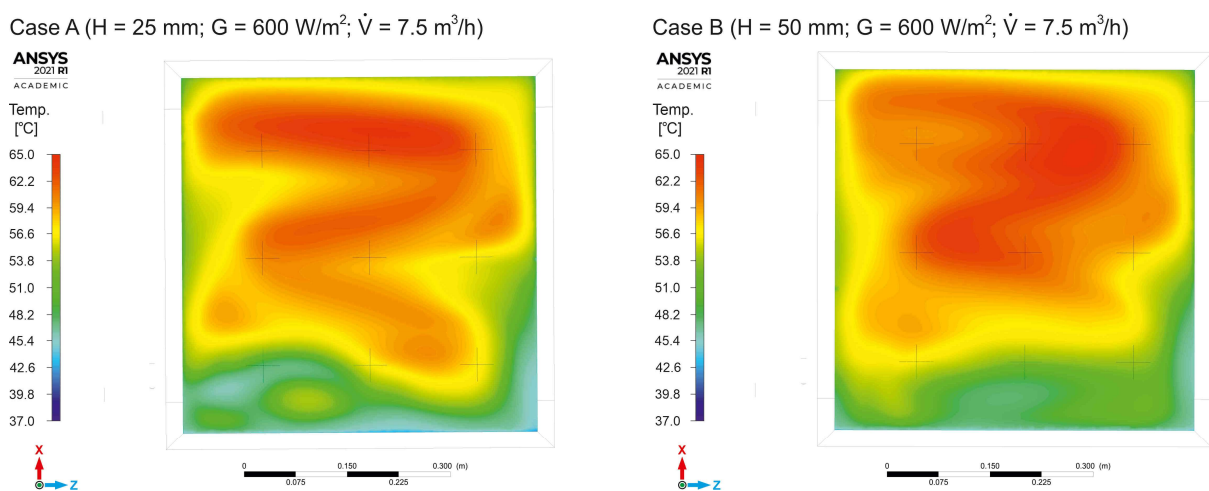 Case A (H = 25 mm; G = 600 W/m²; V̇ = 7.5 m³/h)
ANSYS
2021 R1
ACADEMIC
Temp.
[°C]
65.0
62.2
59.4
56.6
53.8
51.0
48.2
45.4
42.6
39.8
37.0
X
Z
0 0.150 0.300 (m)
0.075 0.225
Case B (H = 50 mm; G = 600 W/m²; V̇ = 7.5 m³/h)
ANSYS
2021 R1
ACADEMIC
Temp.
[°C]
65.0
62.2
59.4
56.6
53.8
51.0
48.2
45.4
42.6
39.8
37.0
X
Z
0 0.150 0.300 (m)
0.075 0.225